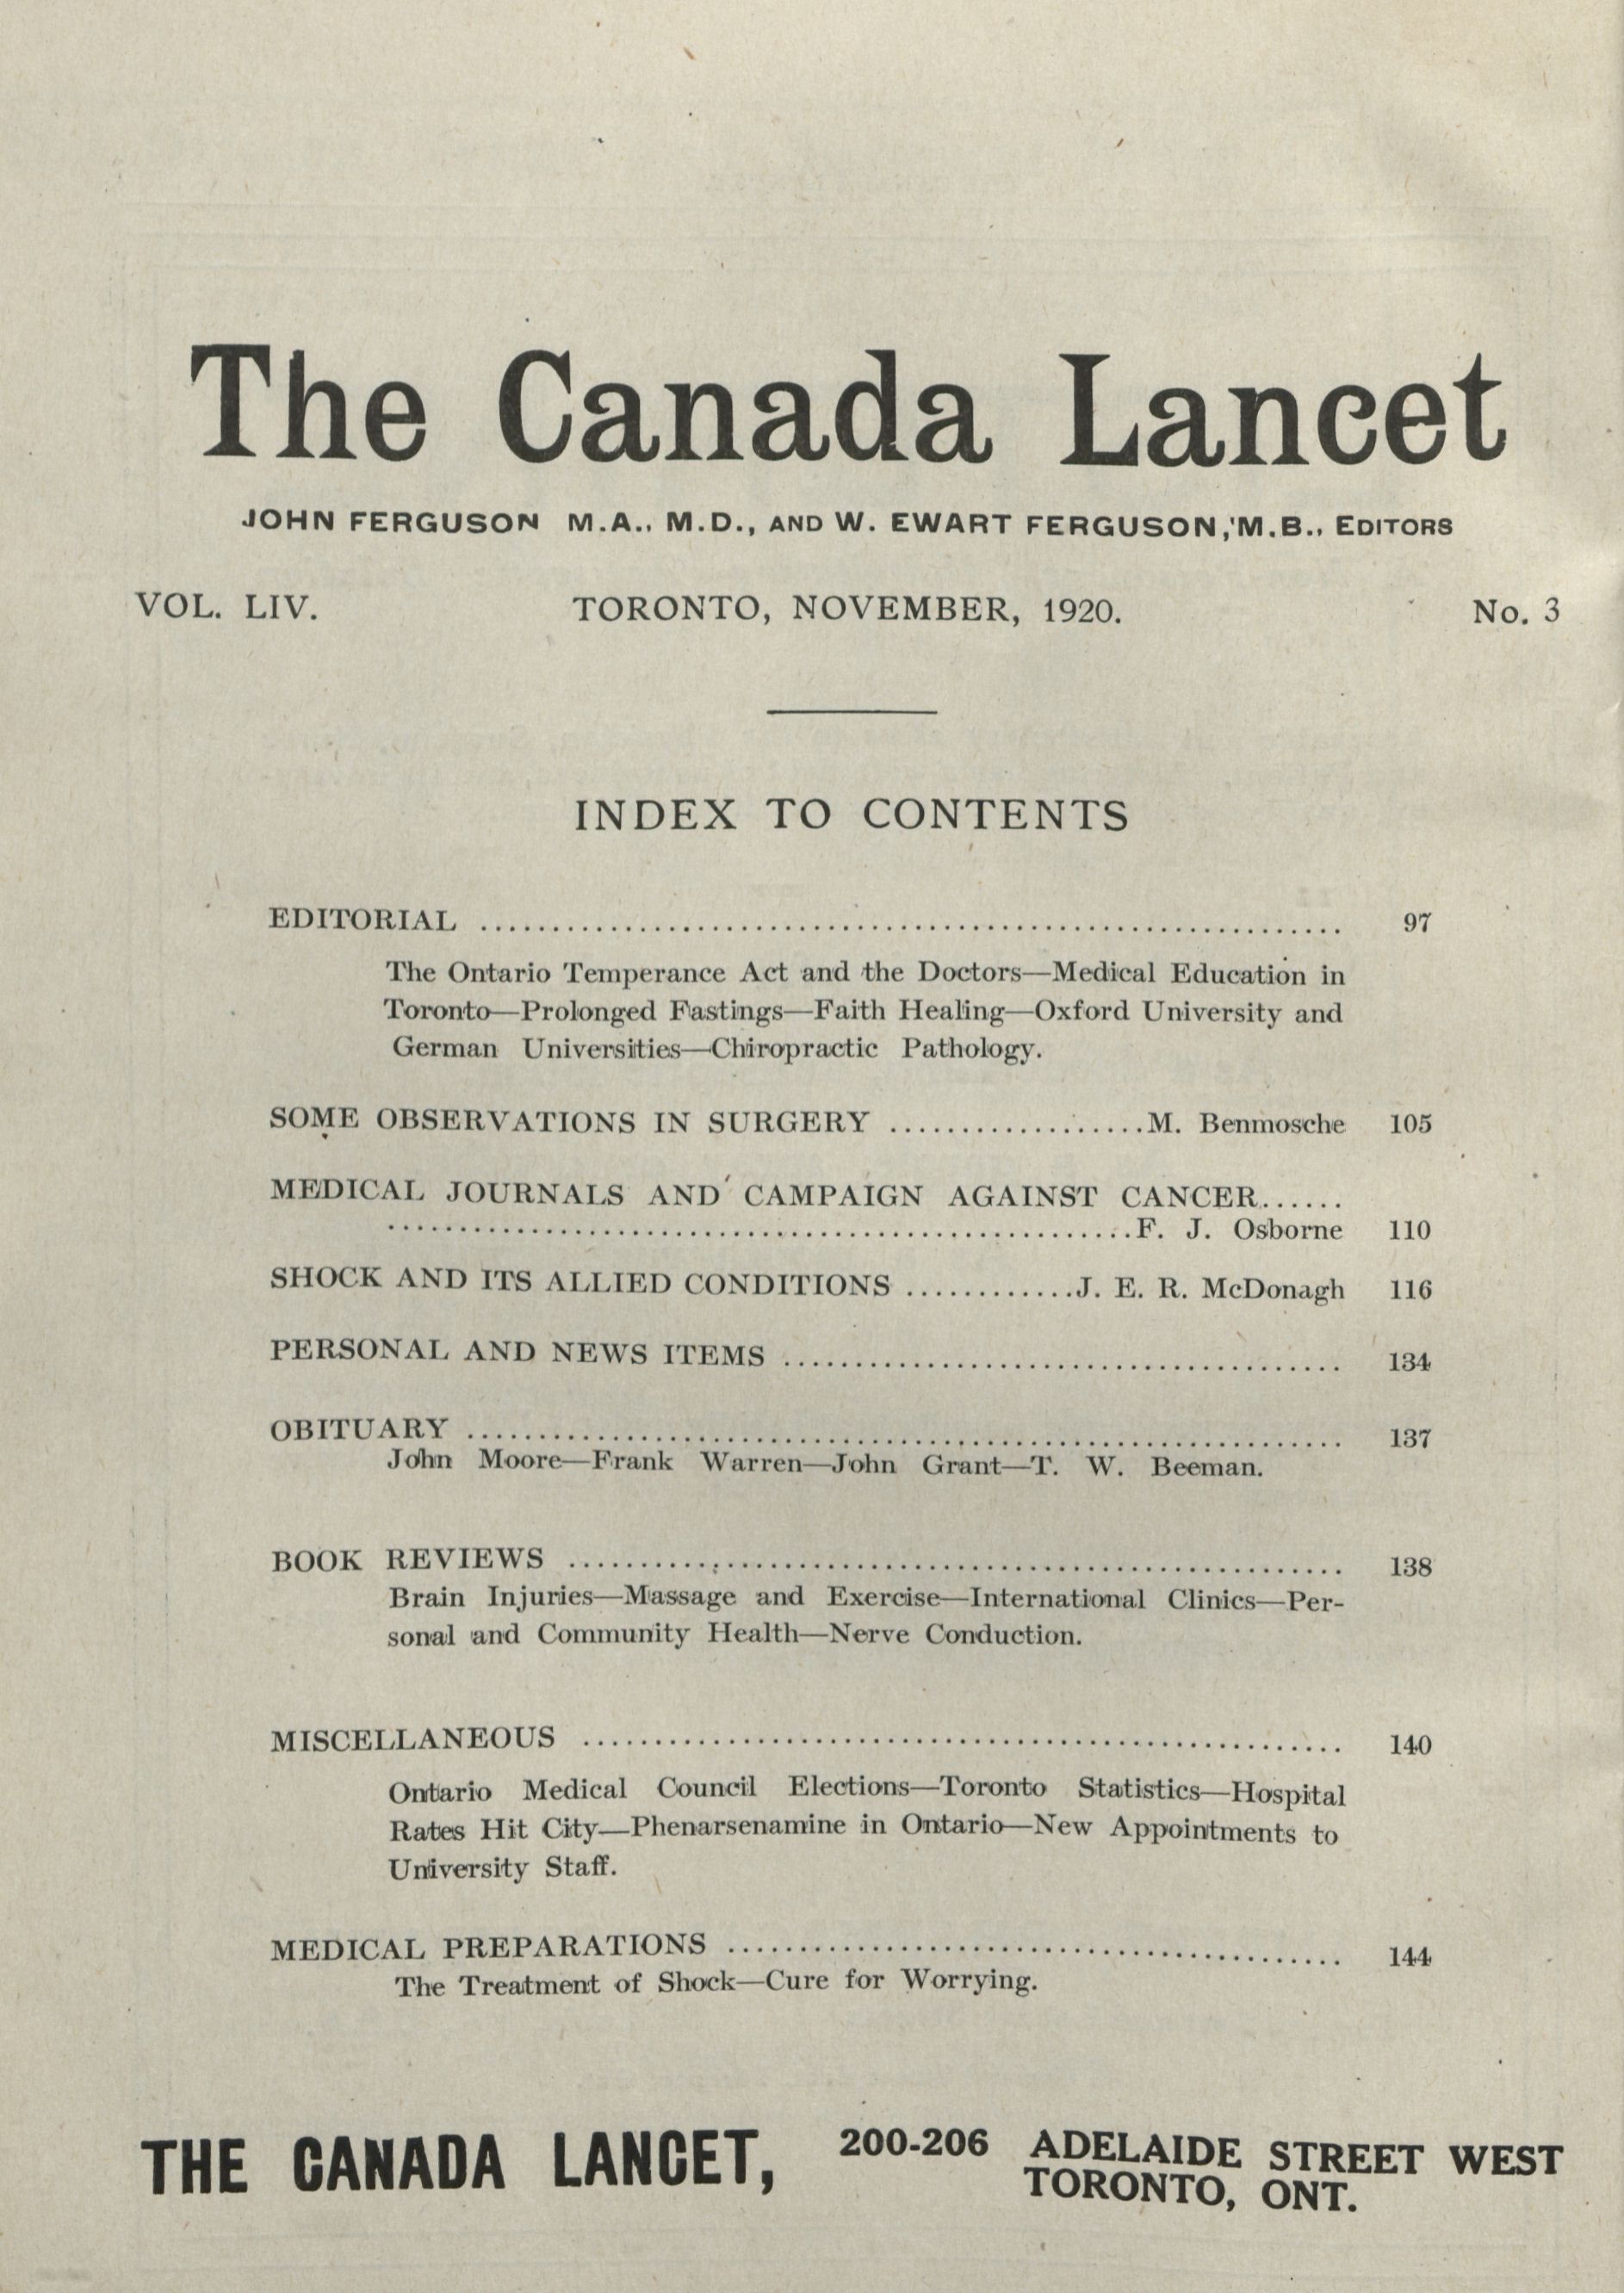 The Canada Lancet
JOHN FERGUSON M.A., M.D., AND W. EWART FERGUSON, M.B., EDITORS
VOL. LIV. TORONTO, NOVEMBER, 1920. No. 3
INDEX TO CONTENTS
EDITORIAL ............................................................ 97
The Ontario Temperance Act and the Doctors—Medical Education in
Toronto—Prolonged Fastings—Faith Healing—Oxford University and
German Universities—Chiropractic Pathology.
SOME OBSERVATIONS IN SURGERY ..................M. Benmosche 105
MEDICAL JOURNALS AND CAMPAIGN AGAINST CANCER......
....................................................F. J. Osborne 110
SHOCK AND ITS ALLIED CONDITIONS ............J. E. R. McDonagh 116
PERSONAL AND NEWS ITEMS ....................................... 134
OBITUARY ............................................................. 137
John Moore—Frank Warren—John Grant—T. W. Beeman.
BOOK REVIEWS ...................................................... 138
Brain Injuries—Massage and Exercise—International Clinics—Per-
sonal and Community Health—Nerve Conduction.
MISCELLANEOUS ..................................................... 140
Ontario Medical Council Elections—Toronto Statistics—Hospital
Rates Hit City—Phenarsenamine in Ontario—New Appointments to
University Staff.
MEDICAL PREPARATIONS ........................................... 144
The Treatment of Shock—Cure for Worrying.
THE CANADA LANCET, 200-206 ADELAIDE STREET WEST
TORONTO, ONT.